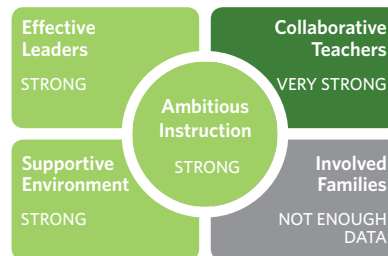 Effective
Leaders
STRONG
Collaborative
Teachers
VERY STRONG
Ambitious
Instruction
STRONG
Supportive
Environment
STRONG
Involved
Families
NOT ENOUGH
DATA